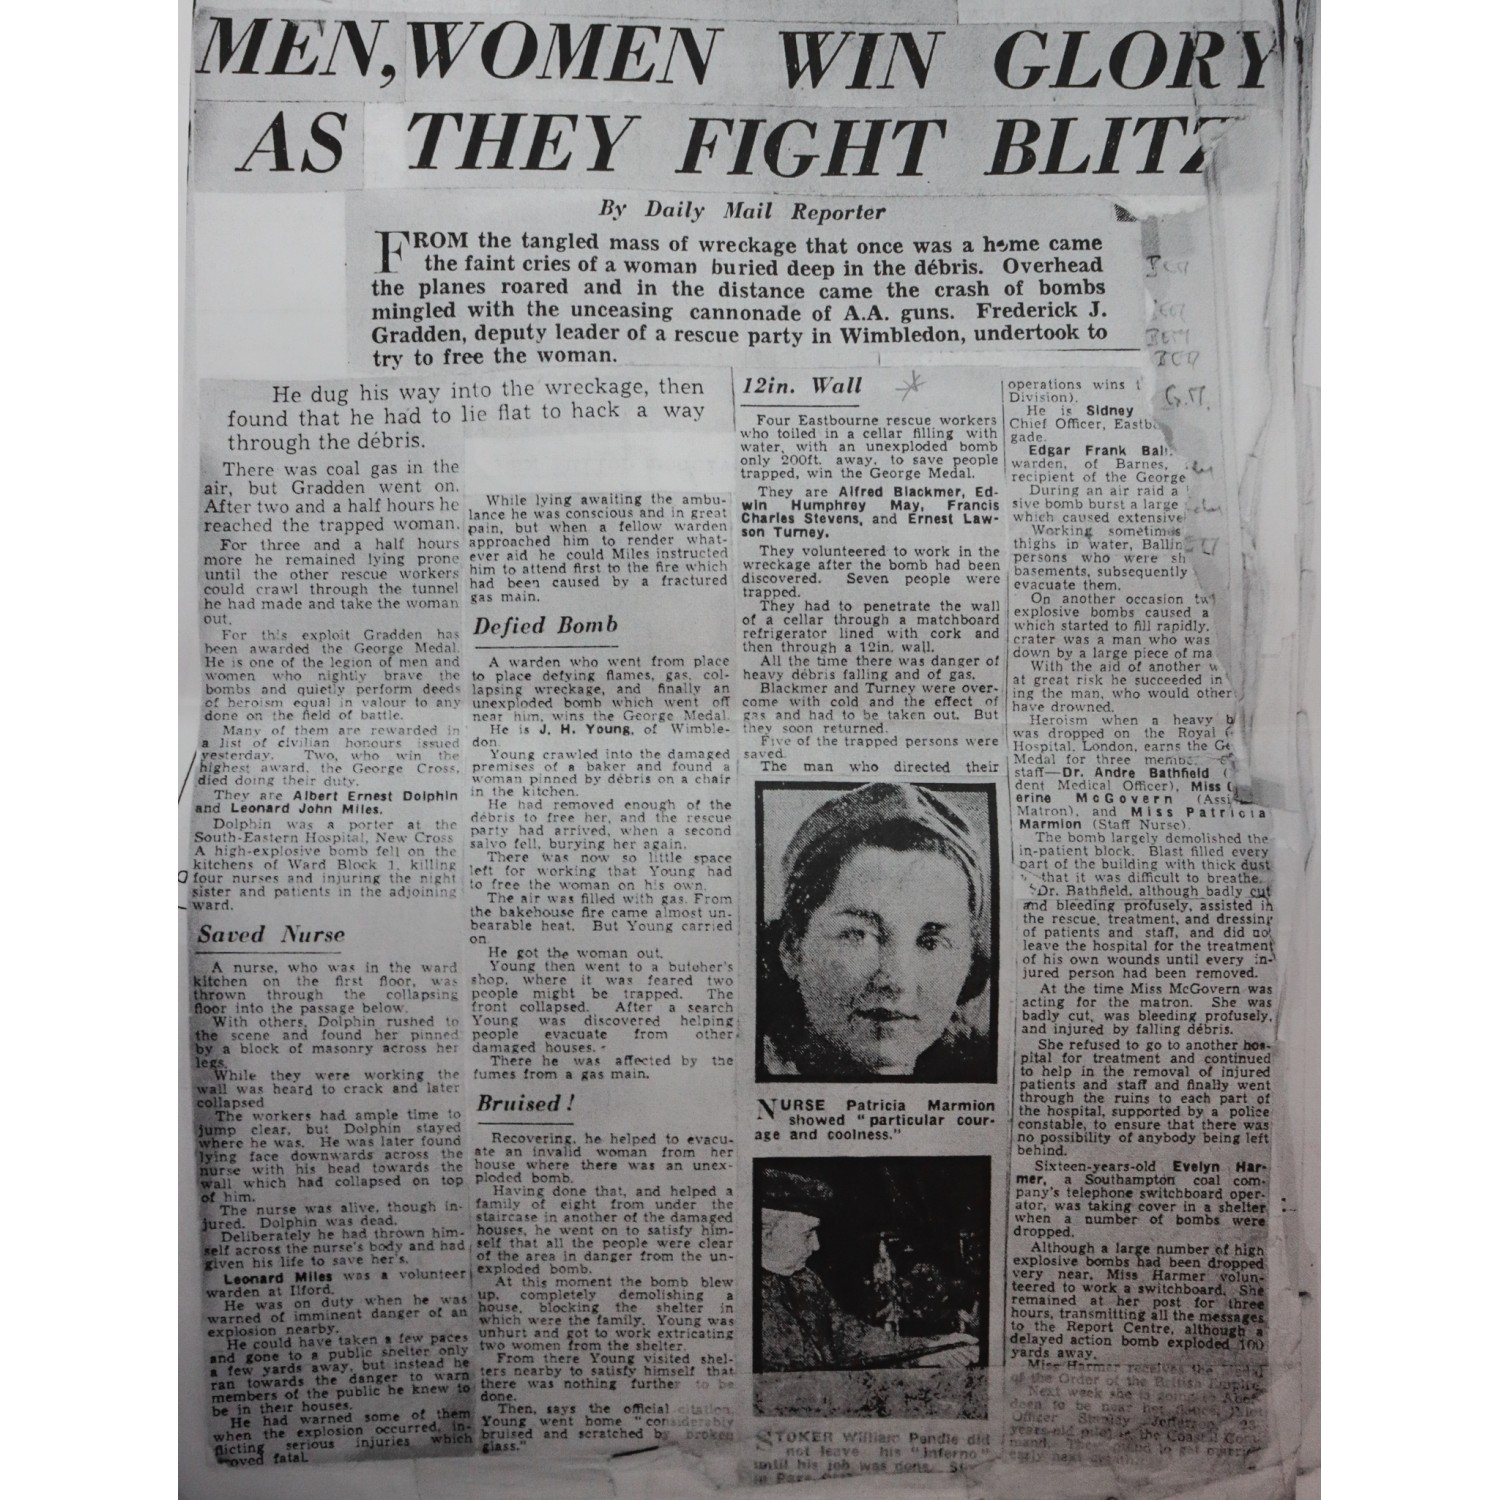 MEN, WOMEN WIN GLORY
AS THEY FIGHT BLITZ
By Daily Mail Reporter
FROM the tangled mass of wreckage that once was a home came
the faint cries of a woman buried deep in the débris. Overhead
the planes roared and in the distance came the crash of bombs
mingled with the unceasing cannonade of A.A. guns. Frederick J.
Gradden, deputy leader of a rescue party in Wimbledon, undertook to
try to free the woman.
He dug his way into the wreckage, then
found that he had to lie flat to hack a way
through the débris.
There was coal gas in the
air, but Gradden went on.
After two and a half hours he
reached the trapped woman.
For three and a half hours
more he remained lying prone
until the other rescue workers
could crawl through the tunnel
he had made and take the woman
out.
For this exploit Gradden has
been awarded the George Medal.
He is one of the legion of men and
women who nightly brave the
bombs and quietly perform deeds
of heroism equal in valour to any
done on the field of battle.
Many of them are rewarded in
a list of civilian honours issued
yesterday. Two, who win the
highest award, the George Cross,
died doing their duty.
They are Albert Ernest Dolphin
and Leonard John Miles.
Dolphin was a porter at the
South-Eastern Hospital, New Cross
A high-explosive bomb fell on the
kitchens of Ward Block 1, killing
four nurses and injuring the night
sister and patients in the adjoining
ward.
Saved Nurse
A nurse, who was in the ward
kitchen on the first floor, was
thrown through the collapsing
floor into the passage below.
With others, Dolphin rushed to
the scene and found her pinned
by a block of masonry across her
legs.
While they were working the
wall was heard to crack and later
collapsed
The workers had ample time to
jump clear, but Dolphin stayed
where he was. He was later found
lying face downwards across the
nurse with his head towards the
wall which had collapsed on top
of him.
The nurse was alive, though in-
jured. Dolphin was dead.
Deliberately he had thrown him-
self across the nurse's body and had
given his life to save her's.
Leonard Miles was a volunteer
warden at Ilford.
He was on duty when he was
warned of imminent danger of an
explosion nearby.
He could have taken a few paces
and gone to a public shelter only
a few yards away, but instead he
ran towards the danger to warn
members of the public he knew to
be in their houses.
He had warned some of them
when the explosion occurred, in-
flicting serious injuries which
proved fatal.
While lying awaiting the ambu-
lance he was conscious and in great
pain, but when a fellow warden
approached him to render what-
ever aid he could Miles instructed
him to attend first to the fire which
had been caused by a fractured
gas main.
Defied Bomb
A warden who went from place
to place defying flames, gas, col-
lapsing wreckage, and finally an
unexploded bomb which went off
near him, wins the George Medal.
He is J. H. Young, of Wimble-
don.
Young crawled into the damaged
premises of a baker and found a
woman pinned by débris on a chair
in the kitchen.
He had removed enough of the
débris to free her, and the rescue
party had arrived, when a second
salvo fell, burying her again.
There was now so little space
left for working that Young had
to free the woman on his own.
The air was filled with gas. From
the bakehouse fire came almost un-
bearable heat. But Young carried
on
He got the woman out.
Young then went to a butcher's
shop, where it was feared two
people might be trapped. The
front collapsed. After a search
Young was discovered helping
people evacuate from other
damaged houses.
There he was affected by the
fumes from a gas main.
Bruised!
Recovering, he helped to evacu-
ate an invalid woman from her
house where there was an unex-
ploded bomb.
Having done that, and helped a
family of eight from under the
staircase in another of the damaged
houses, he went on to satisfy him-
self that all the people were clear
of the area in danger from the un-
exploded bomb.
At this moment the bomb blew
up, completely demolishing a
house, blocking the shelter in
which were the family. Young was
unhurt and got to work extricating
two women from the shelter.
From there Young visited shel-
ters nearby to satisfy himself that
there was nothing further to be
done.
Then, says the official citation,
Young went home "considerably
bruised and scratched by broken
glass."
12in. Wall
Four Eastbourne rescue workers
who toiled in a cellar filling with
water, with an unexploded bomb
only 200ft. away, to save people
trapped, win the George Medal.
They are Alfred Blackmer, Ed-
win Humphrey May, Francis
Charles Stevens, and Ernest Law-
son Turney.
They volunteered to work in the
wreckage after the bomb had been
discovered. Seven people were
trapped.
They had to penetrate the wall
of a cellar through a matchboard
refrigerator lined with cork and
then through a 12in. wall.
All the time there was danger of
heavy débris falling and of gas.
Blackmer and Turney were over-
come with cold and the effect of
gas and had to be taken out. But
they soon returned.
Five of the trapped persons were
saved.
The man who directed their
NURSE Patricia Marmion
showed "particular cour-
age and coolness."
STOKER William Pendle did
not leave his "inferno"
until his job was done.
operations wins
Division).
He is Sidney
Chief Officer, Eastb
gade.
Edgar Frank Bal
warden, of Barnes,
recipient of the George
During an air raid a
sive bomb burst a large
which caused extensive
Working sometimes
thighs in water, Ballin
persons who were sh
basements, subsequently
evacuate them.
On another occasion tw
explosive bombs caused a
which started to fill rapidly.
crater was a man who was
down by a large piece of ma
With the aid of another w
at great risk he succeeded in
ing the man, who would other
have drowned.
Heroism when a heavy b
was dropped on the Royal
Hospital, London, earns the Ge
Medal for three membe
staff—Dr. Andre Bathfield (
dent Medical Officer), Miss
erine McGovern (Assi
Matron), and Miss Patricia
Marmion (Staff Nurse).
The bomb largely demolished the
in-patient block. Blast filled every
part of the building with thick dust
that it was difficult to breathe.
Dr. Bathfield, although badly cut
and bleeding profusely, assisted in
the rescue, treatment, and dressing
of patients and staff, and did not
leave the hospital for the treatment
of his own wounds until every in-
jured person had been removed.
At the time Miss McGovern was
acting for the matron. She was
badly cut, was bleeding profusely,
and injured by falling débris.
She refused to go to another hos-
pital for treatment and continued
to help in the removal of injured
patients and staff and finally went
through the ruins to each part of
the hospital, supported by a police
constable, to ensure that there was
no possibility of anybody being left
behind.
Sixteen-years-old Evelyn Har-
mer, a Southampton coal com-
pany's telephone switchboard oper-
ator, was taking cover in a shelter
when a number of bombs were
dropped.
Although a large number of high
explosive bombs had been dropped
very near, Miss Harmer volun-
teered to work a switchboard. She
remained at her post for three
hours, transmitting all the messages
to the Report Centre, although a
delayed action bomb exploded 100
yards away.
Miss Harmer receives the Medal
of the Order of the British Empire.
Next week she is going to
to be near her
Officer
years-old pilot in the Coastal Com-
mand.
G.M.